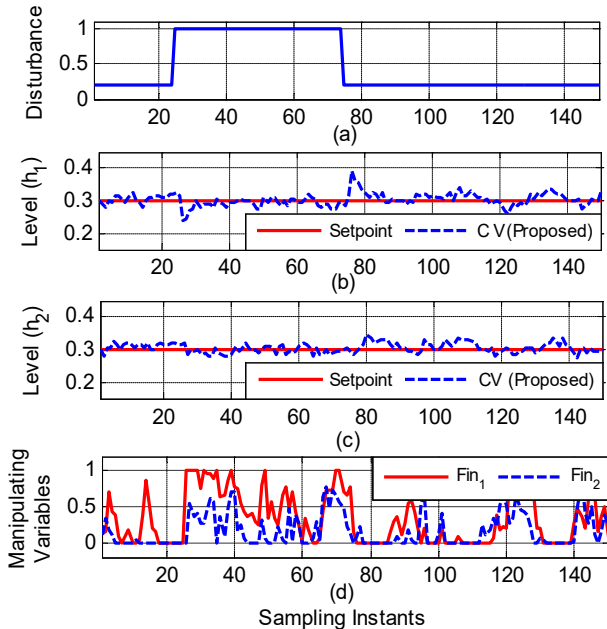 Disturbance
1
0.5
0
20 40 60 80 100 120 140
(a)
Level (h1)
0.4
0.3
0.2
Setpoint C V(Proposed)
20 40 60 80 100 120 140
(b)
Level (h2)
0.4
0.3
0.2
Setpoint CV (Proposed)
20 40 60 80 100 120 140
(c)
Manipulating
Variables
1
0.5
0
Fin1 Fin2
20 40 60 80 100 120 140
(d)
Sampling Instants